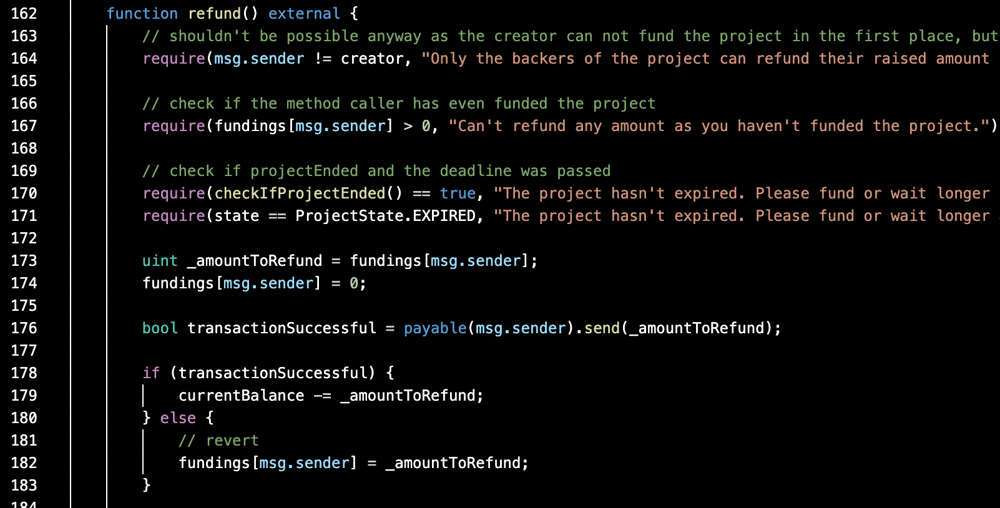 162 function refund() external {
163 // shouldn't be possible anyway as the creator can not fund the project in the first place, but
164 require(msg.sender != creator, "Only the backers of the project can refund their raised amount
165
166 // check if the method caller has even funded the project
167 require(fundings[msg.sender] > 0, "Can't refund any amount as you haven't funded the project.")
168
169 // check if projectEnded and the deadline was passed
170 require(checkIfProjectEnded() == true, "The project hasn't expired. Please fund or wait longer
171 require(state == ProjectState.EXPIRED, "The project hasn't expired. Please fund or wait longer
172
173 uint _amountToRefund = fundings[msg.sender];
174 fundings[msg.sender] = 0;
175
176 bool transactionSuccessful = payable(msg.sender).send(_amountToRefund);
177
178 if (transactionSuccessful) {
179 currentBalance -= _amountToRefund;
180 } else {
181 // revert
182 fundings[msg.sender] = _amountToRefund;
183 }
184